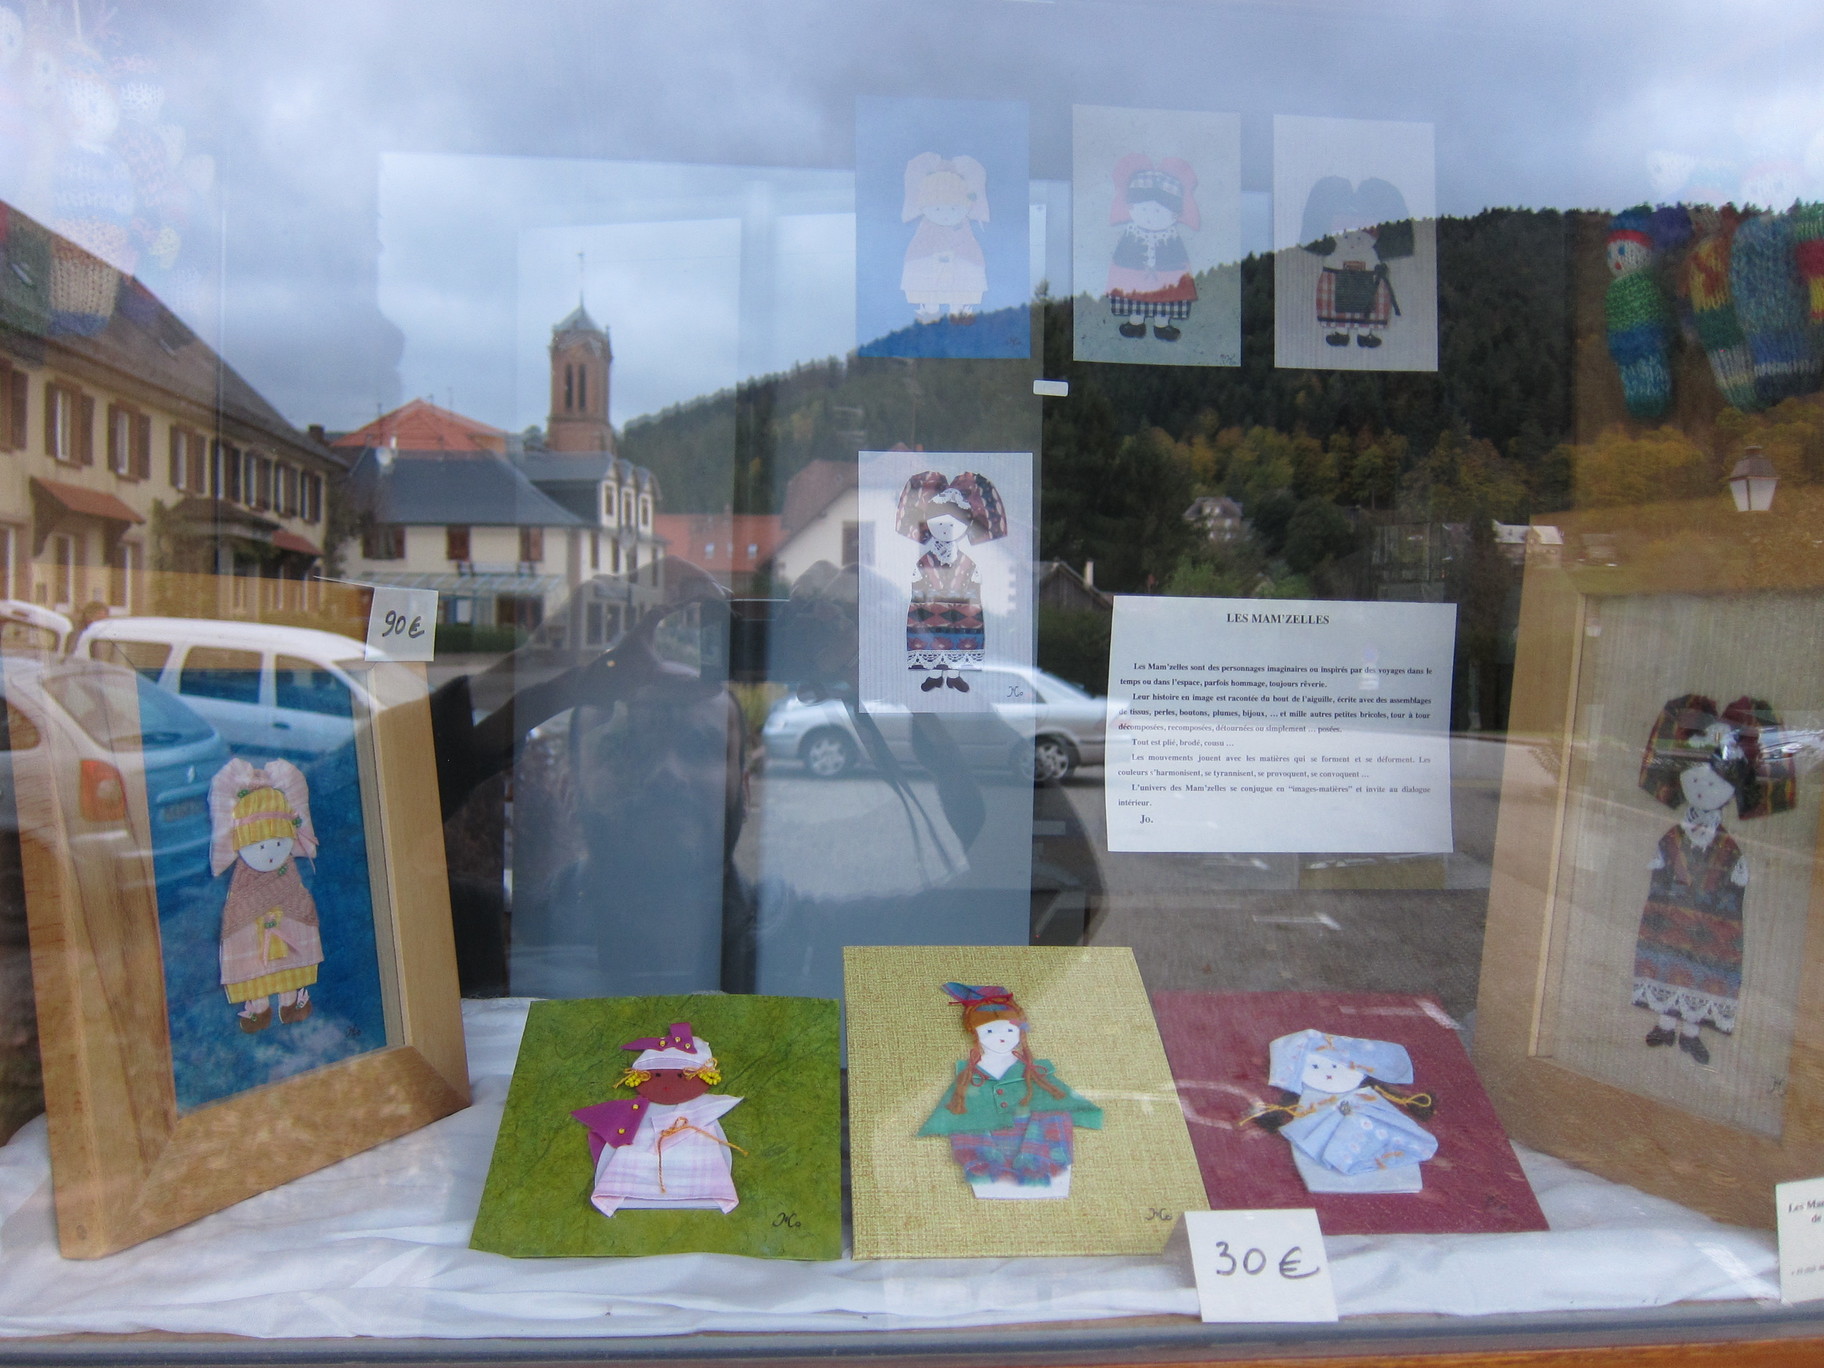 90€
LES MAM'ZELLES
Les Mam'zelles sont des personnages imaginaires ou inspirés par des voyages dans le
temps ou dans l'espace, parfois hommage, toujours rêverie.
Leur histoire en image est racontée du bout de l'aiguille, écrite avec des assemblages
de tissus, perles, boutons, plumes, bijoux, ... et mille autres petites bricoles, tour à tour
décomposées, recomposées, détournées ou simplement ... posées.
Tout est plié, brodé, cousu ...
Les mouvements jouent avec les matières qui se forment et se déforment. Les
couleurs s'harmonisent, se tyrannisent, se provoquent, se convoquent ...
L'univers des Mam'zelles se conjugue en "images-matières" et invite au dialogue
intérieur.
Jo.
30€
Les
de